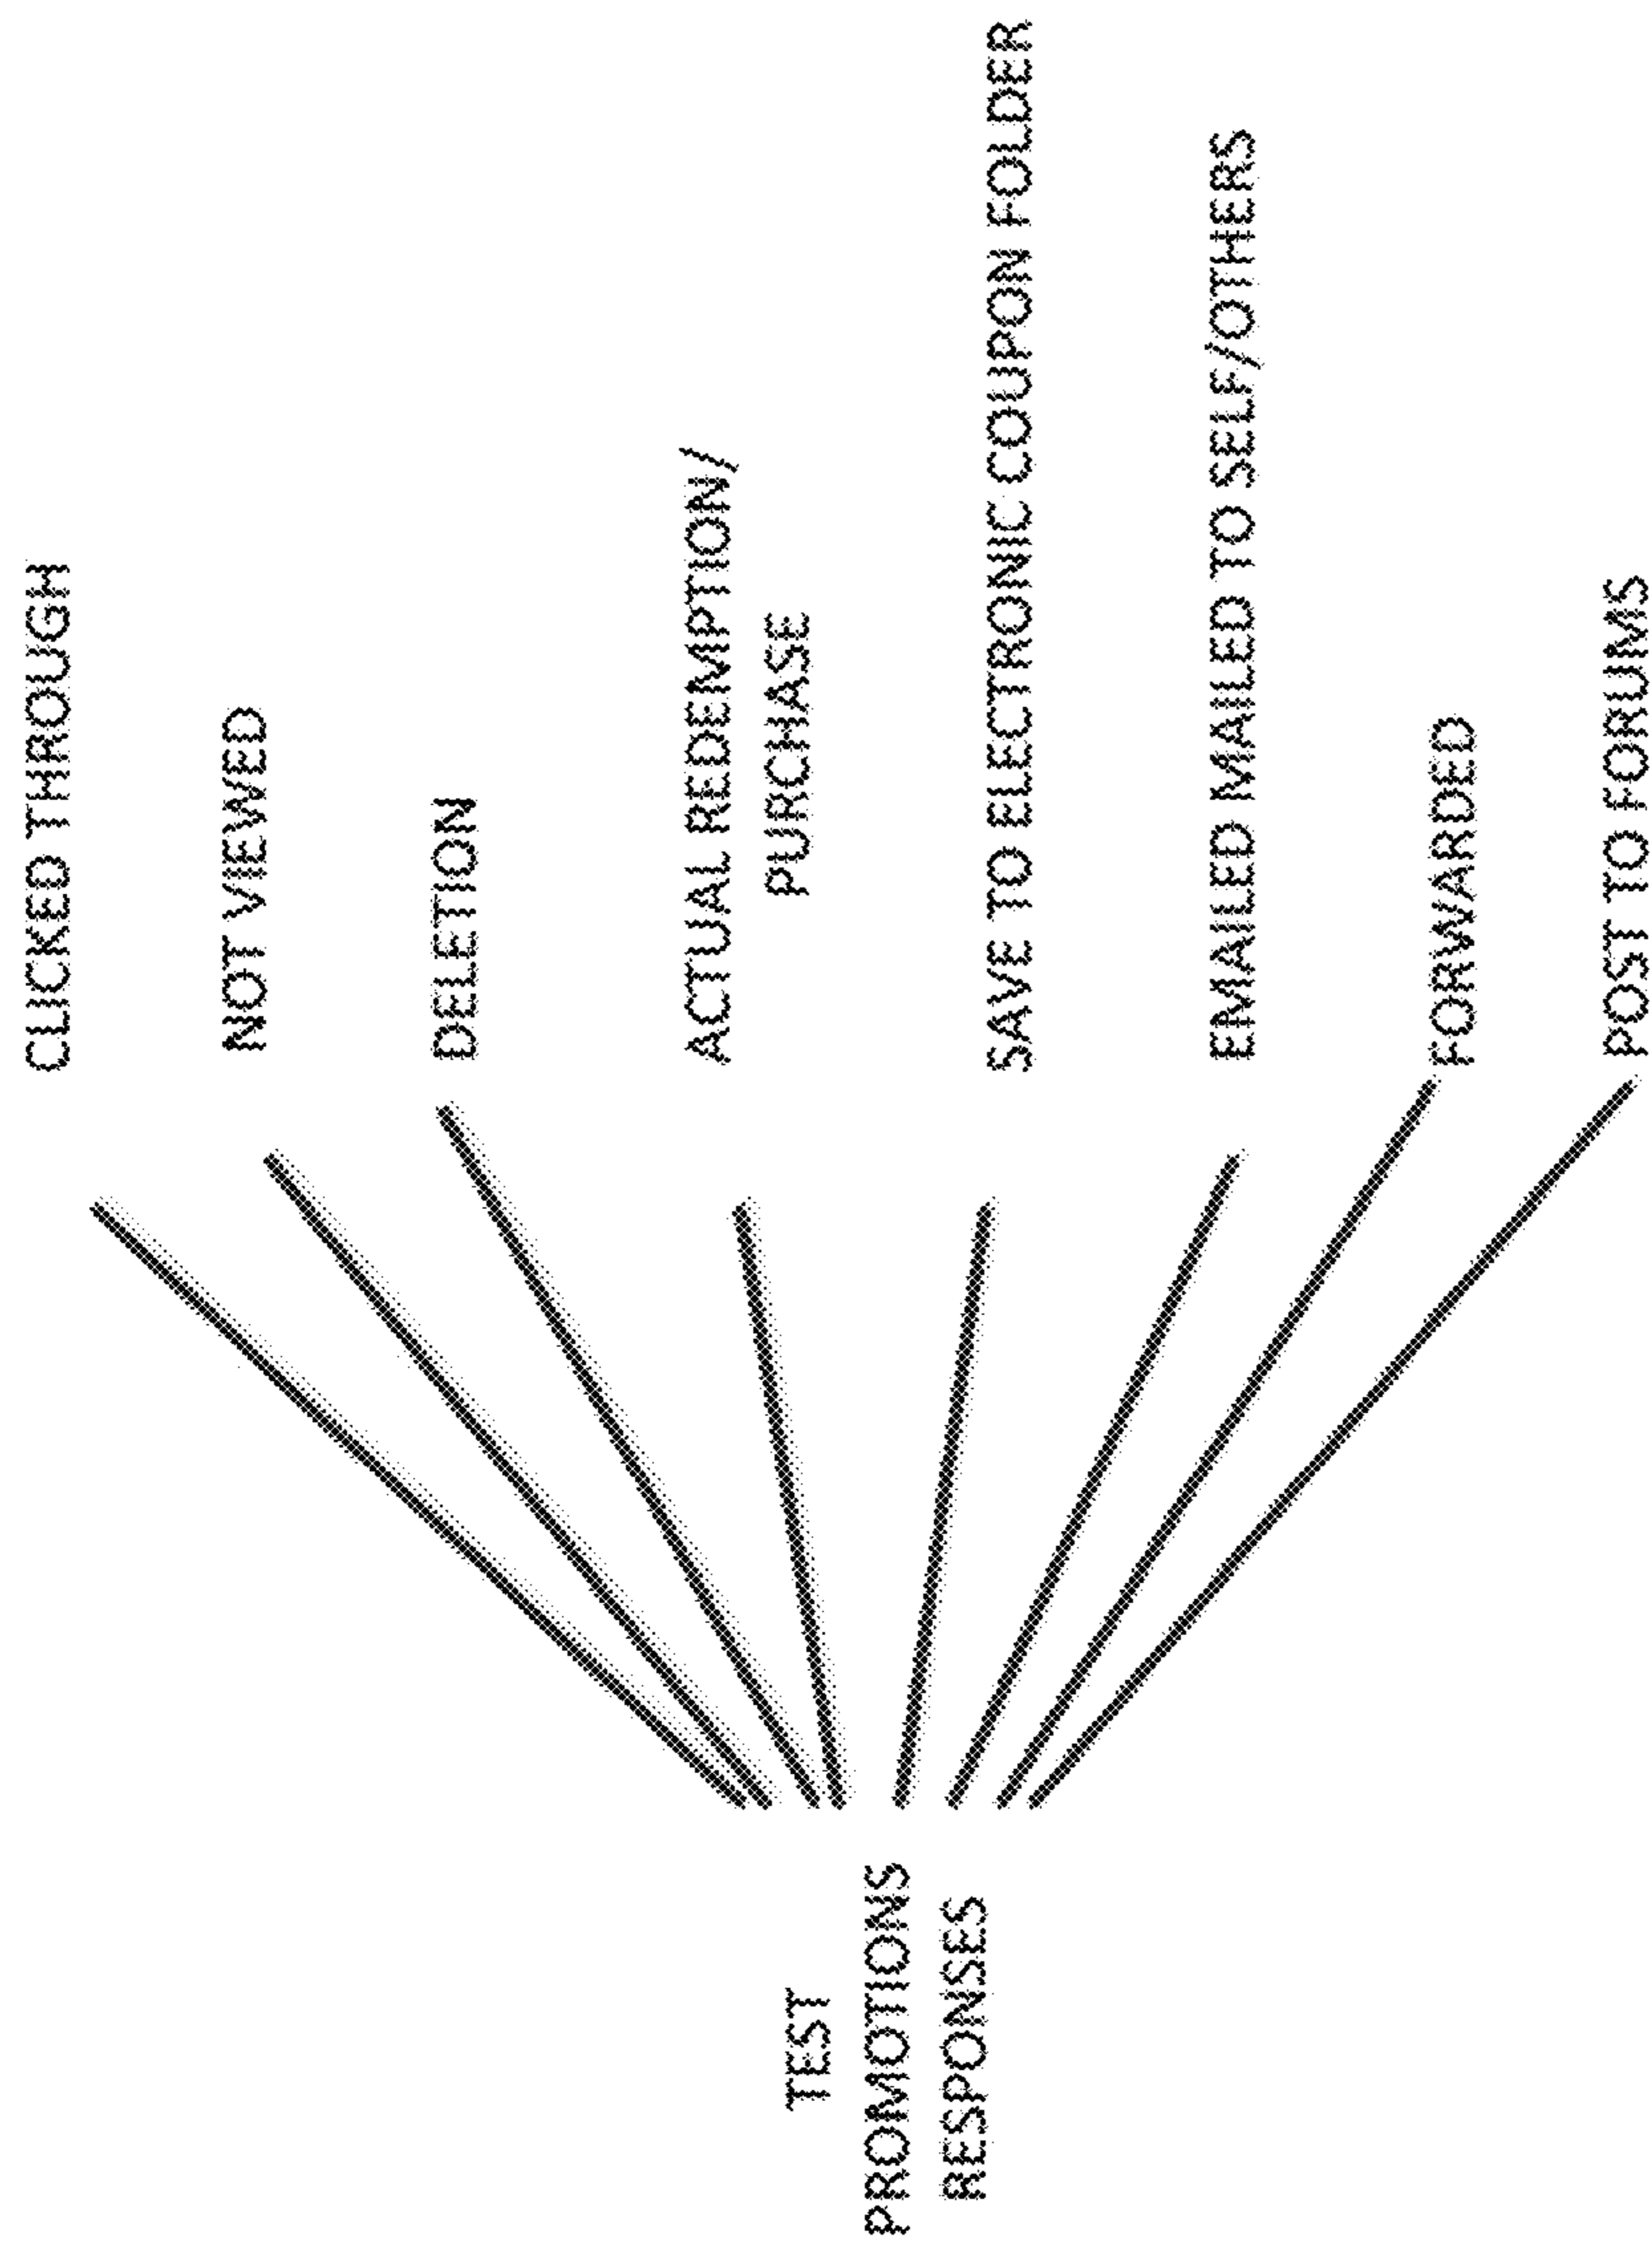 CLICKED THROUGH
NOT VIEWED
DELETION
ACTUAL REDEMPTION/
PURCHASE
TEST
PROMOTIONS
RESPONSES
SAVE TO ELECTRONIC COUPON FOLDER
EMAILED MAILED TO SELF/OTHERS
FORWARDED
POST TO FORUMS